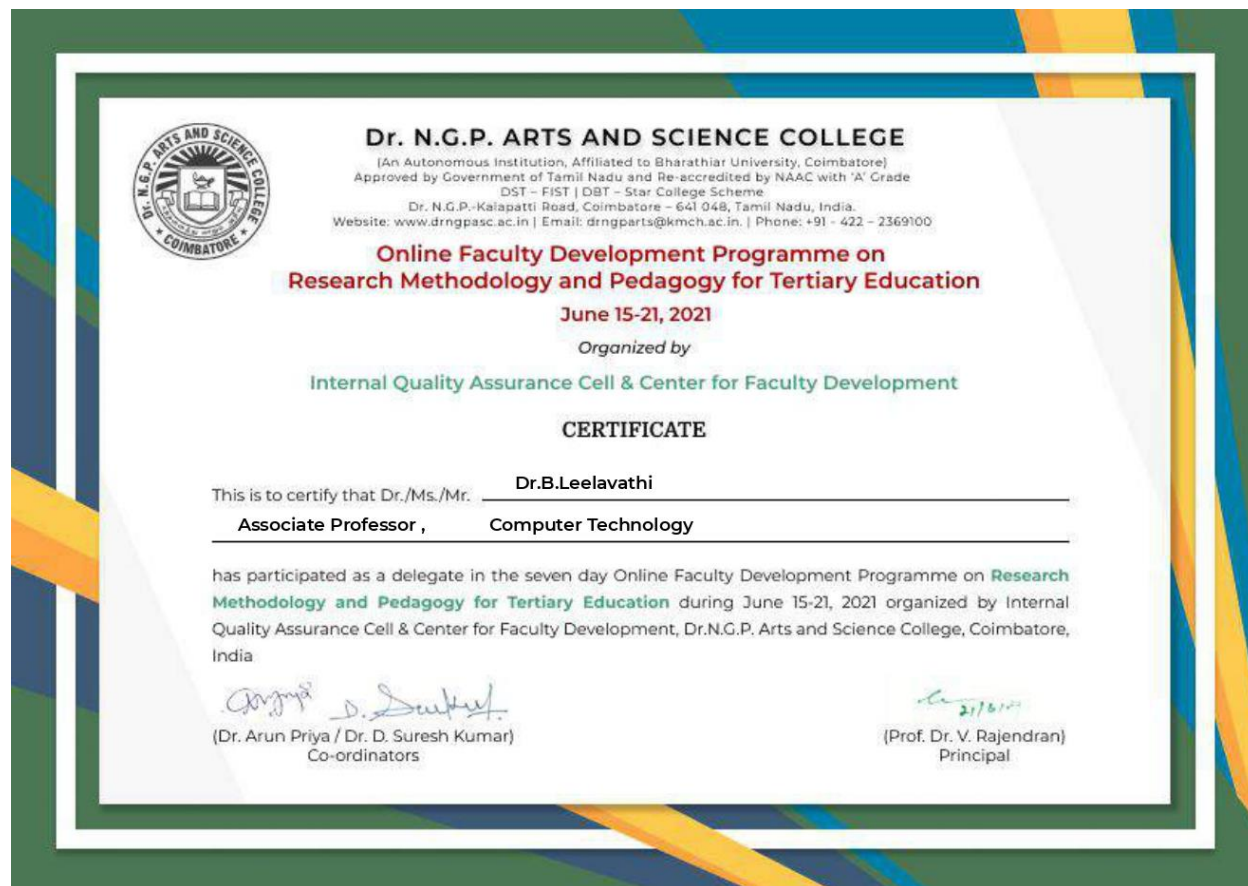 Dr. N.G.P. ARTS AND SCIENCE COLLEGE
COIMBATORE
Dr. N.G.P. ARTS AND SCIENCE COLLEGE
(An Autonomous Institution, Affiliated to Bharathiar University, Coimbatore)
Approved by Government of Tamil Nadu and Re-accredited by NAAC with 'A' Grade
DST – FIST | DBT – Star College Scheme
Dr. N.G.P.-Kalapatti Road, Coimbatore – 641 048, Tamil Nadu, India.
Website: www.drngpasc.ac.in | Email: drngparts@kmch.ac.in. | Phone: +91 - 422 – 2369100
Online Faculty Development Programme on
Research Methodology and Pedagogy for Tertiary Education
June 15-21, 2021
Organized by
Internal Quality Assurance Cell & Center for Faculty Development
CERTIFICATE
This is to certify that Dr./Ms./Mr. Dr.B.Leelavathi
Associate Professor , Computer Technology
has participated as a delegate in the seven day Online Faculty Development Programme on Research
Methodology and Pedagogy for Tertiary Education during June 15-21, 2021 organized by Internal
Quality Assurance Cell & Center for Faculty Development, Dr.N.G.P. Arts and Science College, Coimbatore,
India
(Dr. Arun Priya / Dr. D. Suresh Kumar)
Co-ordinators
(Prof. Dr. V. Rajendran)
Principal